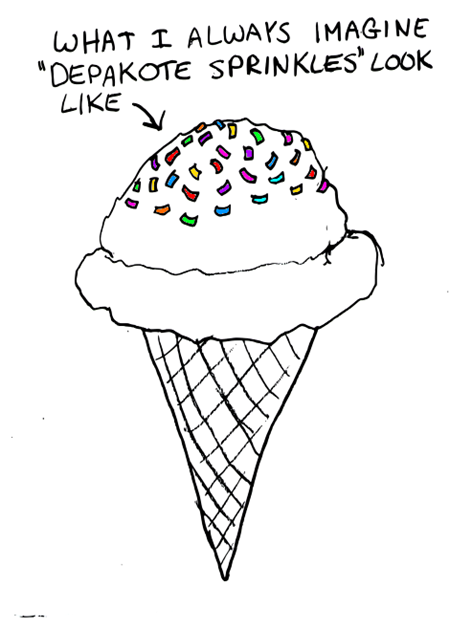 WHAT I ALWAYS IMAGINE
"DEPAKOTE SPRINKLES" LOOK
LIKE